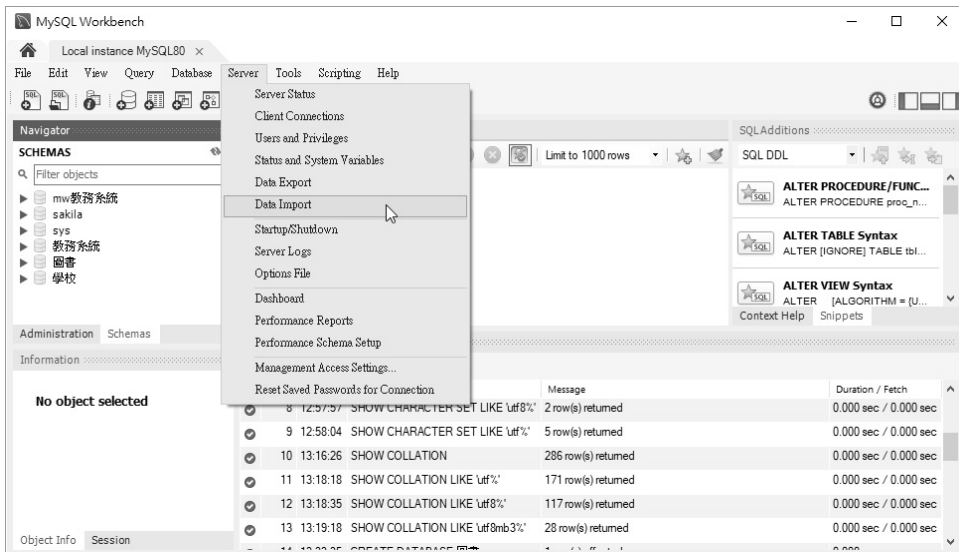 MySQL Workbench
Local instance MySQL80
File Edit View Query Database Server Tools Scripting Help
Navigator
SCHEMAS
Filter objects
mw教務系統
sakila
sys
教務系統
圖書
學校
Administration Schemas
Information
No object selected
Object Info Session
Server Status
Client Connections
Users and Privileges
Status and System Variables
Data Export
Data Import
Startup/Shutdown
Server Logs
Options File
Dashboard
Performance Reports
Performance Schema Setup
Management Access Settings...
Reset Saved Passwords for Connection
Limit to 1000 rows
SQLAdditions
SQL DDL
ALTER PROCEDURE/FUNC...
ALTER PROCEDURE proc_n...
ALTER TABLE Syntax
ALTER [IGNORE] TABLE tbl...
ALTER VIEW Syntax
ALTER [ALGORITHM = {U...
Context Help Snippets
Message Duration / Fetch
8 12:57:57 SHOW CHARACTER SET LIKE 'utf8%' 2 row(s) returned 0.000 sec / 0.000 sec
9 12:58:04 SHOW CHARACTER SET LIKE 'utf%' 5 row(s) returned 0.000 sec / 0.000 sec
10 13:16:26 SHOW COLLATION 286 row(s) returned 0.000 sec / 0.000 sec
11 13:18:18 SHOW COLLATION LIKE 'utf%' 171 row(s) returned 0.000 sec / 0.000 sec
12 13:18:35 SHOW COLLATION LIKE 'utf8%' 117 row(s) returned 0.000 sec / 0.000 sec
13 13:19:18 SHOW COLLATION LIKE 'utf8mb3%' 28 row(s) returned 0.000 sec / 0.000 sec